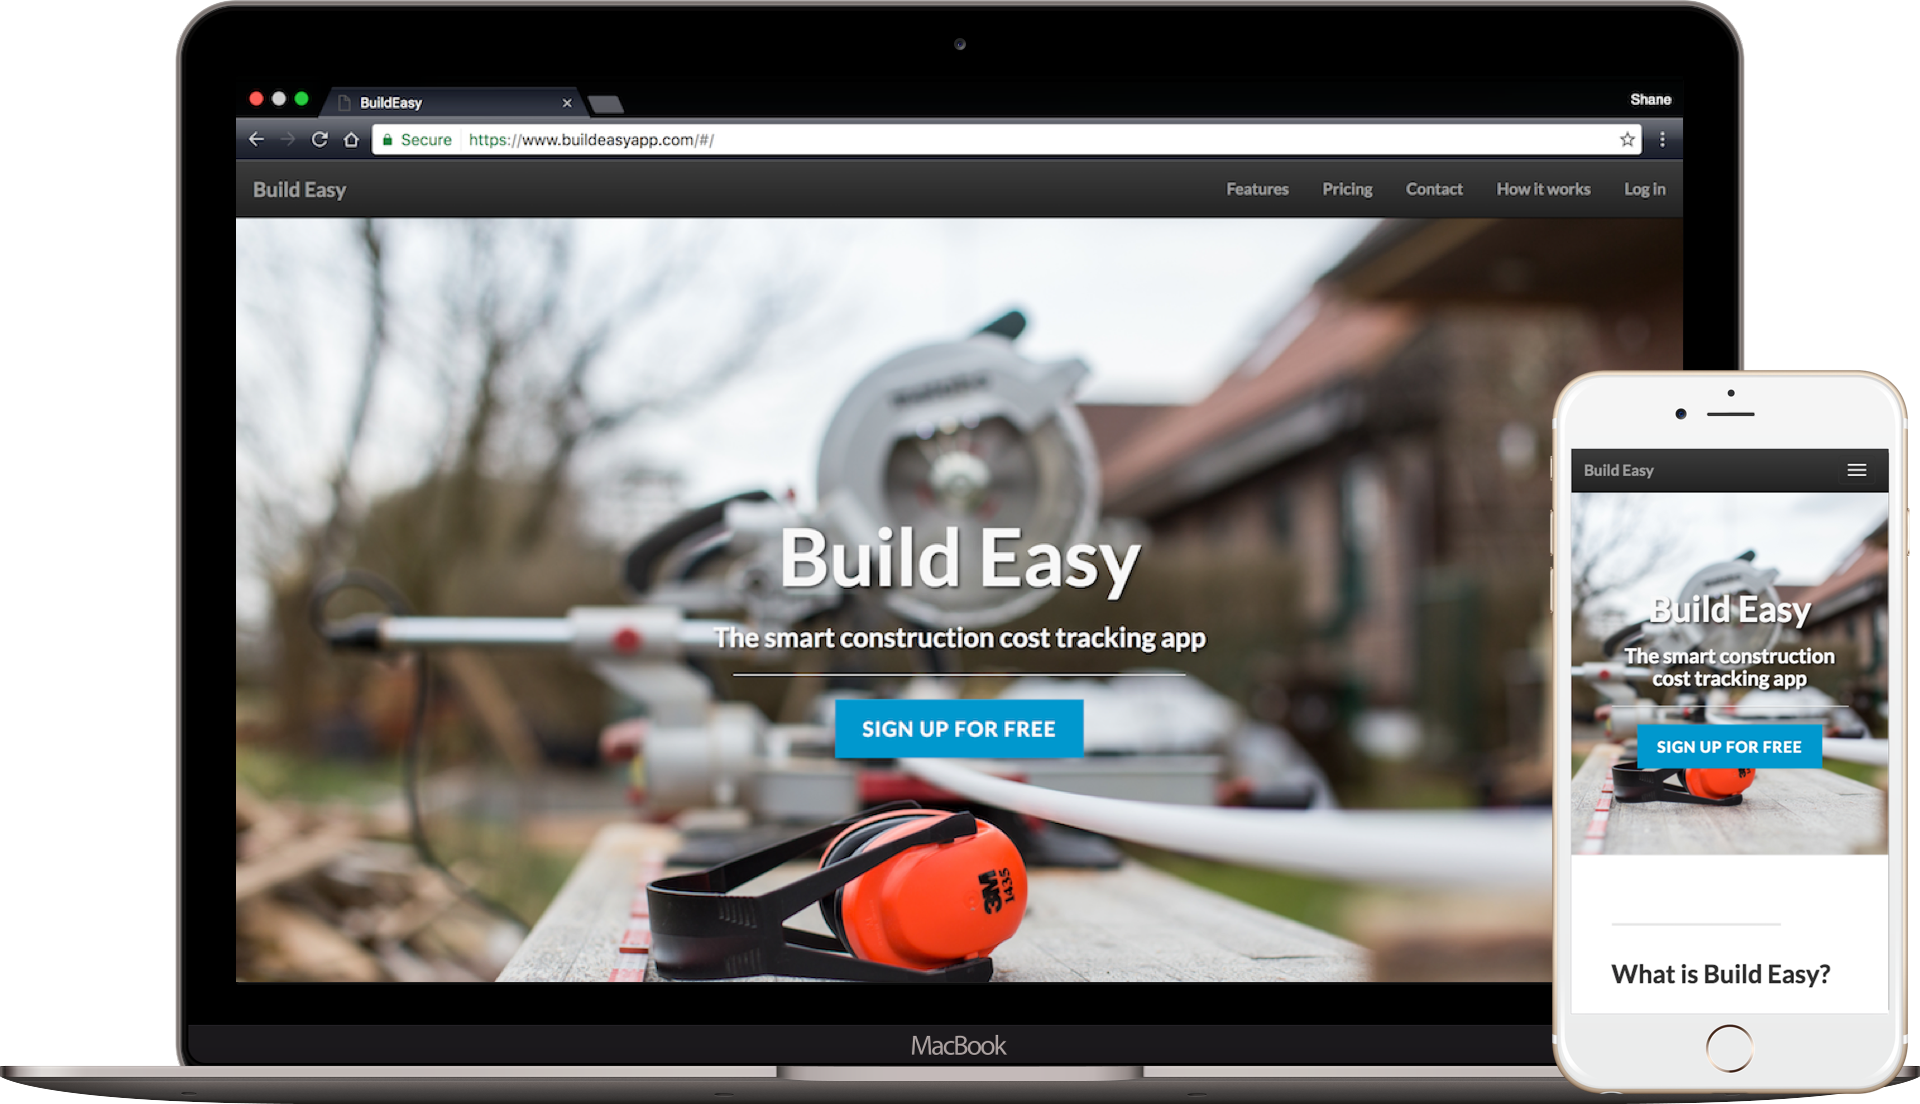 BuildEasy
Shane
Secure
https://www.buildeasyapp.com/#/
Build Easy
Features
Pricing
Contact
How it works
Log in
Build Easy
The smart construction cost tracking app
SIGN UP FOR FREE
3M
1435
MacBook
Build Easy
Build Easy
The smart construction
cost tracking app
SIGN UP FOR FREE
3M
What is Build Easy?